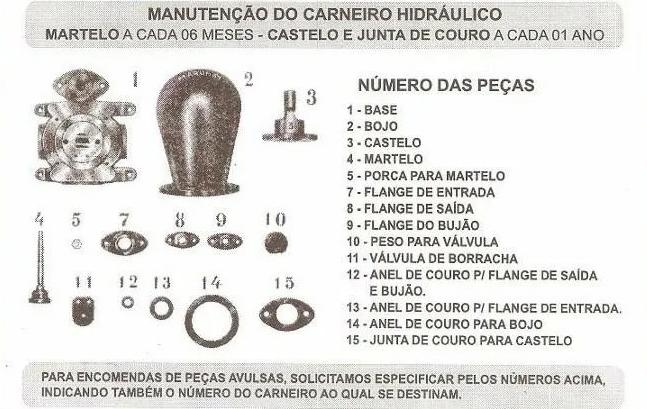 MANUTENÇÃO DO CARNEIRO HIDRÁULICO
MARTELO A CADA 06 MESES - CASTELO E JUNTA DE COURO A CADA 01 ANO
1
2
3
NÚMERO DAS PEÇAS
1 - BASE
2 - BOJO
3 - CASTELO
4 - MARTELO
5 - PORCA PARA MARTELO
7 - FLANGE DE ENTRADA
8 - FLANGE DE SAÍDA
9 - FLANGE DO BUJÃO
10 - PESO PARA VÁLVULA
11 - VÁLVULA DE BORRACHA
12 - ANEL DE COURO P/ FLANGE DE SAÍDA
E BUJÃO.
13 - ANEL DE COURO P/ FLANGE DE ENTRADA.
14 - ANEL DE COURO PARA BOJO
15 - JUNTA DE COURO PARA CASTELO
4 5 7 8 9 10
11 12 13 14 15
PARA ENCOMENDAS DE PEÇAS AVULSAS, SOLICITAMOS ESPECIFICAR PELOS NÚMEROS ACIMA,
INDICANDO TAMBÉM O NÚMERO DO CARNEIRO AO QUAL SE DESTINAM.